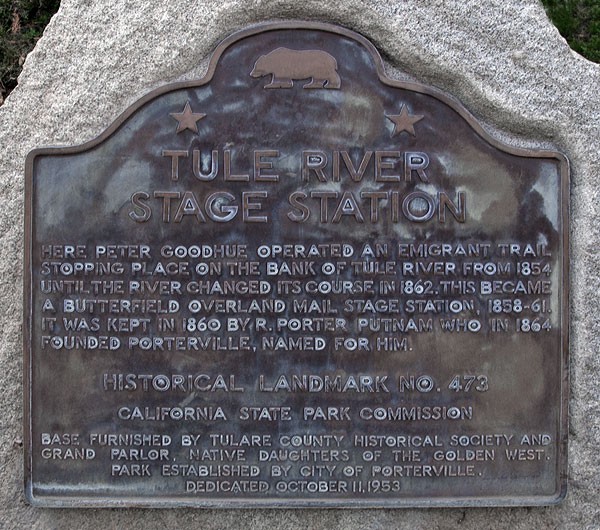 TULE RIVER
STAGE STATION
HERE PETER GOODHUE OPERATED AN EMIGRANT TRAIL
STOPPING PLACE ON THE BANK OF TULE RIVER FROM 1854
UNTIL THE RIVER CHANGED ITS COURSE IN 1862. THIS BECAME
A BUTTERFIELD OVERLAND MAIL STAGE STATION, 1858-61.
IT WAS KEPT IN 1860 BY R. PORTER PUTNAM WHO IN 1864
FOUNDED PORTERVILLE, NAMED FOR HIM.
HISTORICAL LANDMARK NO. 473
CALIFORNIA STATE PARK COMMISSION
BASE FURNISHED BY TULARE COUNTY HISTORICAL SOCIETY AND
GRAND PARLOR, NATIVE DAUGHTERS OF THE GOLDEN WEST.
PARK ESTABLISHED BY CITY OF PORTERVILLE.
DEDICATED OCTOBER 11, 1953